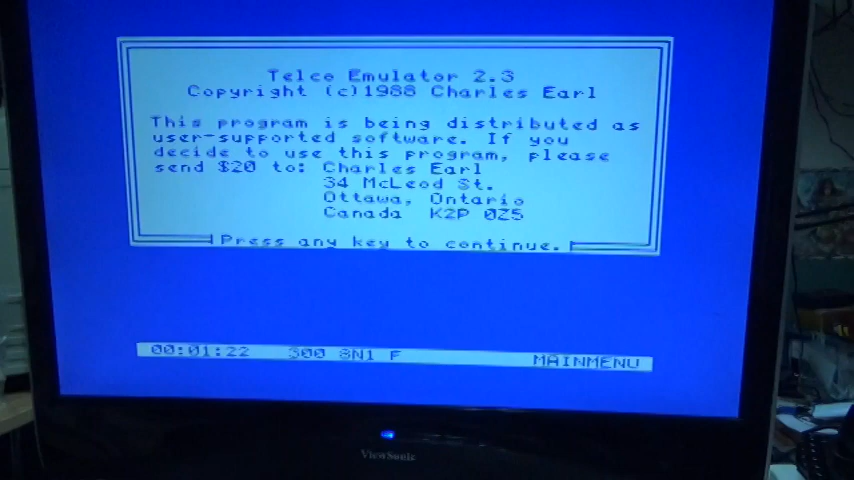 Telco Emulator 2.3
Copyright (c)1988 Charles Earl
This program is being distributed as
user-supported software. If you
decide to use this program, please
send $20 to: Charles Earl
34 McLeod St.
Ottawa, Ontario
Canada K2P 0Z5
Press any key to continue.
00:01:22 300 8N1 F MAINMENU
ViewSonic